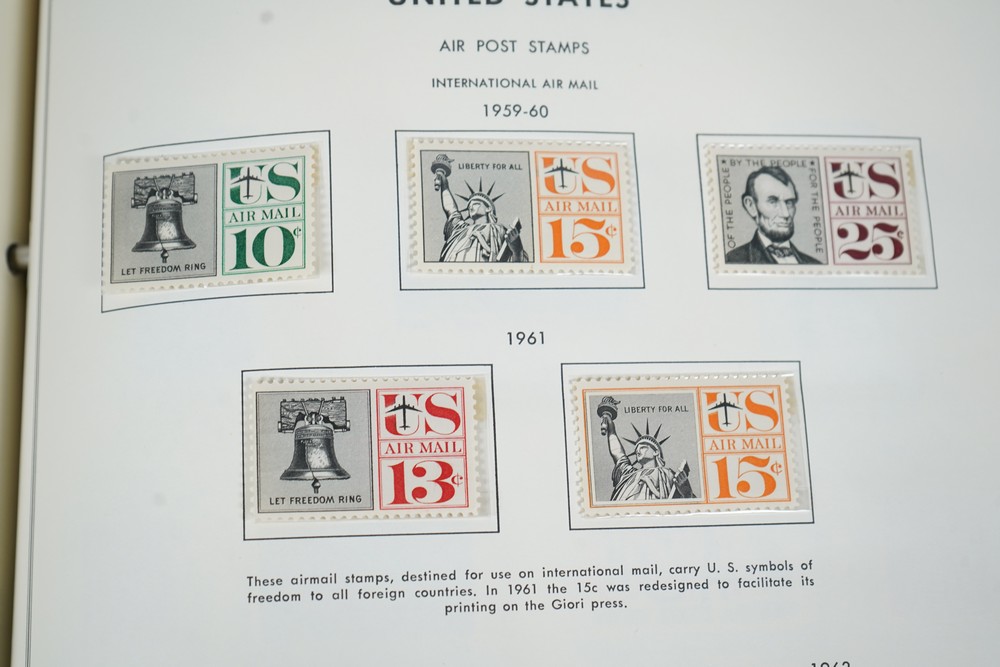 UNITED STATES
AIR POST STAMPS
INTERNATIONAL AIR MAIL
1959-60
LET FREEDOM RING
US
AIR MAIL
10¢
LIBERTY FOR ALL
US
AIR MAIL
15¢
OF THE PEOPLE
BY THE PEOPLE
FOR THE PEOPLE
US
AIR MAIL
25¢
1961
LET FREEDOM RING
US
AIR MAIL
13¢
LIBERTY FOR ALL
US
AIR MAIL
15¢
These airmail stamps, destined for use on international mail, carry U. S. symbols of
freedom to all foreign countries. In 1961 the 15c was redesigned to facilitate its
printing on the Giori press.